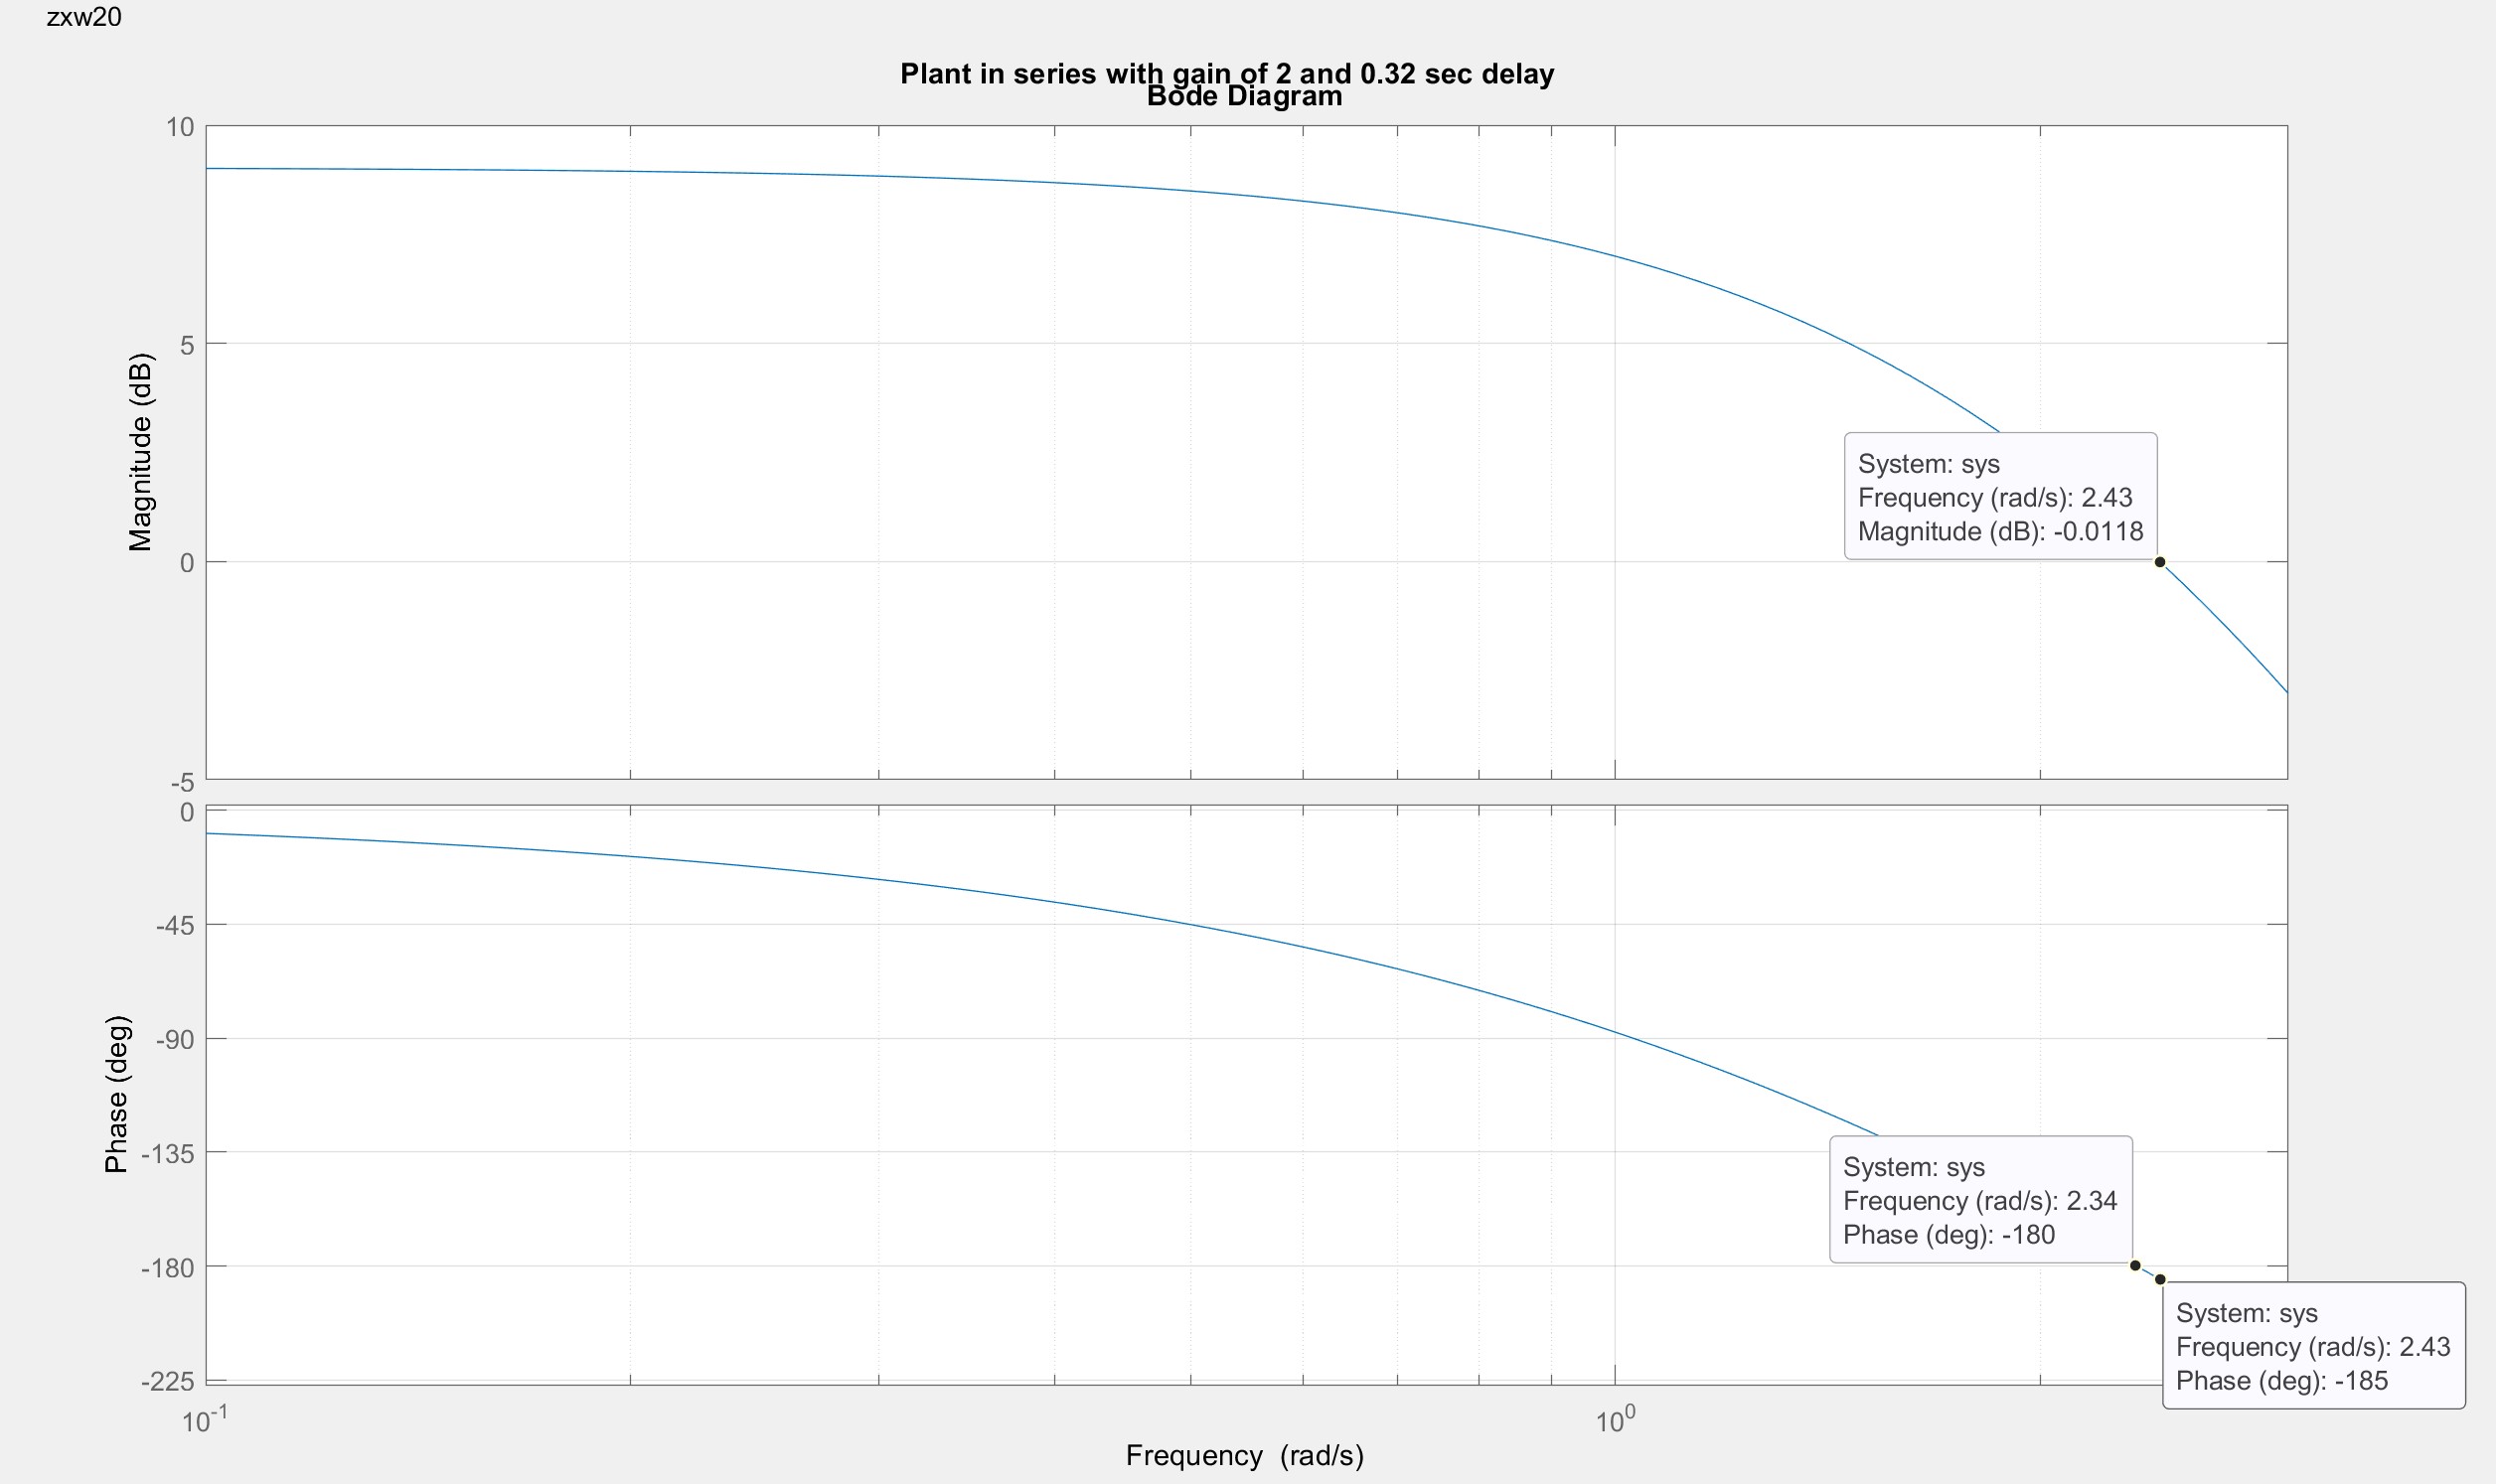 zxw20
Plant in series with gain of 2 and 0.32 sec delay
Bode Diagram
10
5
0
-5
Magnitude (dB)
System: sys
Frequency (rad/s): 2.43
Magnitude (dB): -0.0118
0
-45
-90
-135
-180
-225
Phase (deg)
System: sys
Frequency (rad/s): 2.34
Phase (deg): -180
System: sys
Frequency (rad/s): 2.43
Phase (deg): -185
10^-1
10^0
Frequency (rad/s)